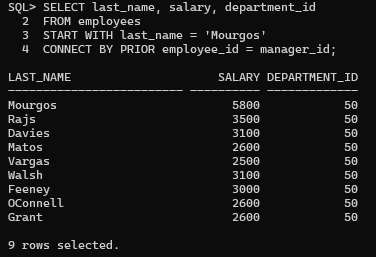 SQL> SELECT last_name, salary, department_id
  2  FROM employees
  3  START WITH last_name = 'Mourgos'
  4  CONNECT BY PRIOR employee_id = manager_id;

LAST_NAME                     SALARY DEPARTMENT_ID
------------------------- ---------- -------------
Mourgos                         5800            50
Rajs                            3500            50
Davies                          3100            50
Matos                           2600            50
Vargas                          2500            50
Walsh                           3100            50
Feeney                          3000            50
OConnell                        2600            50
Grant                           2600            50

9 rows selected.